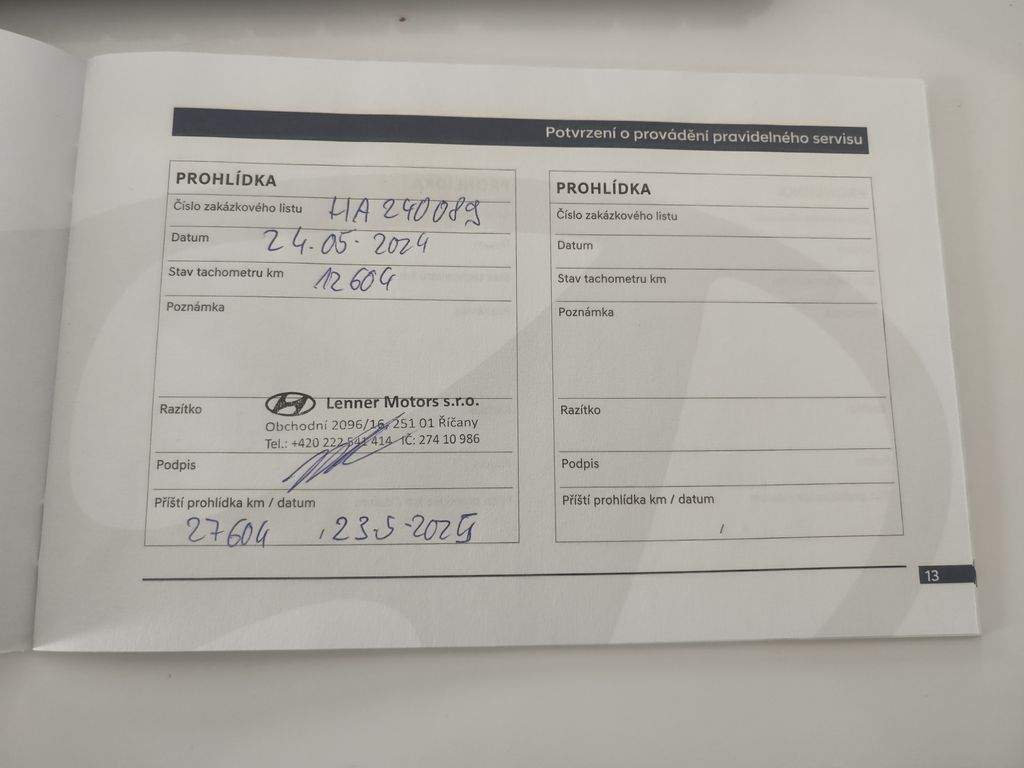 Potvrzení o provádění pravidelného servisu
PROHLÍDKA
Číslo zakázkového listu HA 240089
Datum 24.05.2024
Stav tachometru km 12604
Poznámka
Razítko Lenner Motors s.r.o.
Obchodní 2096/16, 251 01 Říčany
Tel.: +420 222 541 414 IČ: 274 10 986
Podpis
Příští prohlídka km / datum
27604 , 23.5-2025
PROHLÍDKA
Číslo zakázkového listu
Datum
Stav tachometru km
Poznámka
Razítko
Podpis
Příští prohlídka km / datum
/
13